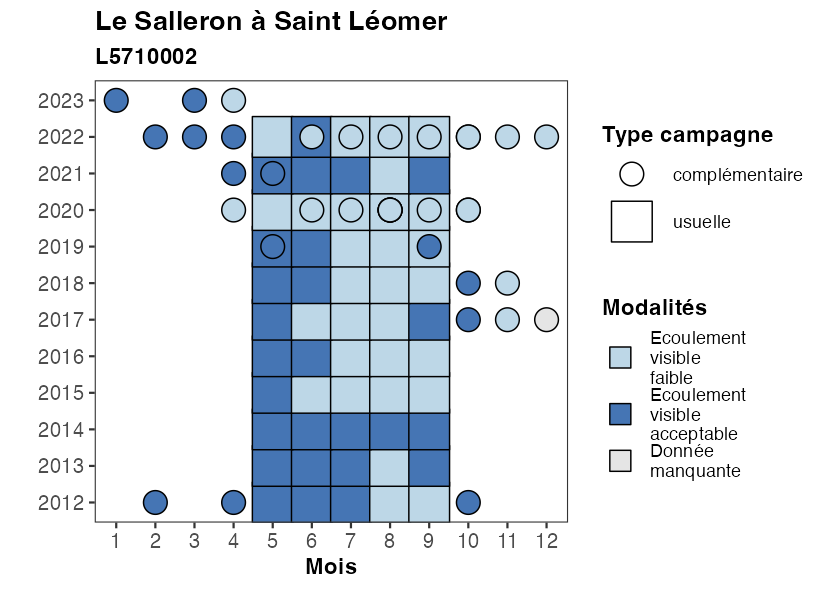 Le Salleron à Saint Léomer
L5710002
2023
2022
2021
2020
2019
2018
2017
2016
2015
2014
2013
2012
1 2 3 4 5 6 7 8 9 10 11 12
Mois
Type campagne
complémentaire
usuelle
Modalités
Ecoulement
visible
faible
Ecoulement
visible
acceptable
Donnée
manquante